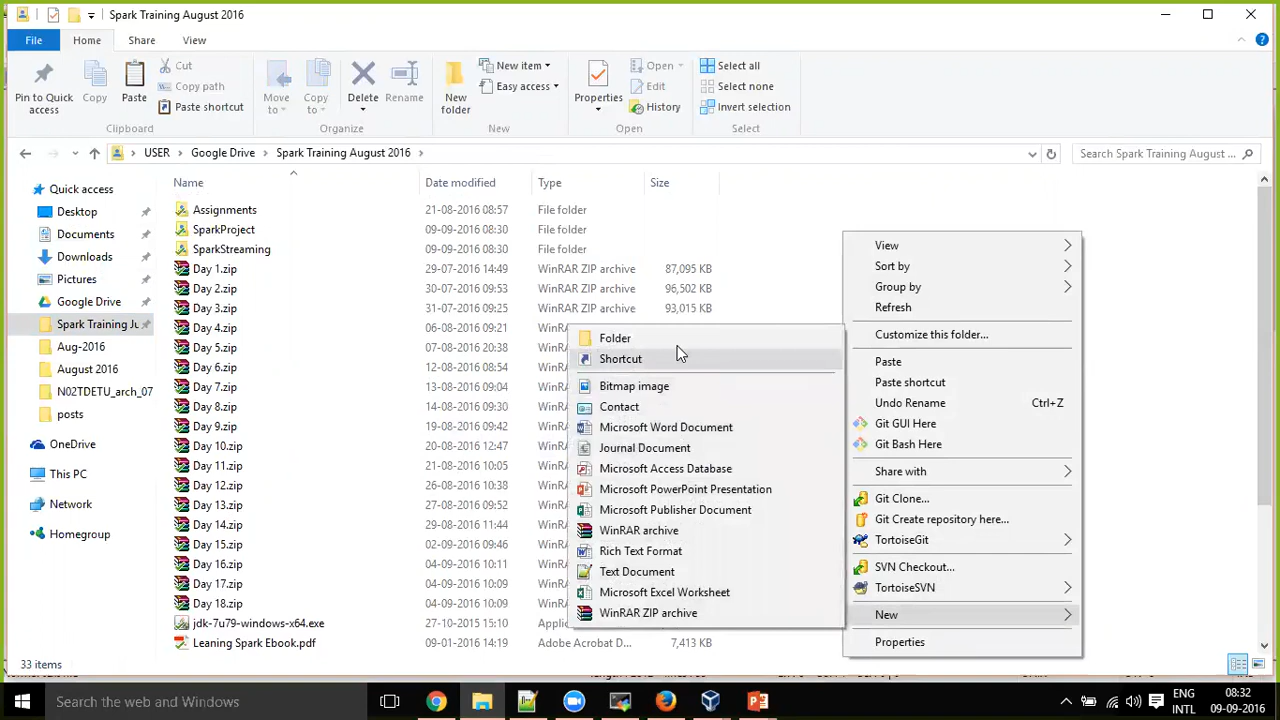 Spark Training August 2016
File Home Share View
Pin to Quick access
Copy
Paste
Cut
Copy path
Paste shortcut
Move to
Copy to
Delete
Rename
New folder
New item
Easy access
Properties
Open
Edit
History
Select all
Select none
Invert selection
Clipboard Organize New Open Select
USER Google Drive Spark Training August 2016
Search Spark Training August ...
Quick access
Desktop
Documents
Downloads
Pictures
Google Drive
Spark Training Ju
Aug-2016
August 2016
N02TDETU_arch_07
posts
OneDrive
This PC
Network
Homegroup
Name Date modified Type Size
Assignments 21-08-2016 08:57 File folder
SparkProject 09-09-2016 08:30 File folder
SparkStreaming 09-09-2016 08:30 File folder
Day 1.zip 29-07-2016 14:49 WinRAR ZIP archive 87,095 KB
Day 2.zip 30-07-2016 07:53 WinRAR ZIP archive 96,502 KB
Day 3.zip 31-07-2016 09:25 WinRAR ZIP archive 93,015 KB
Day 4.zip 06-08-2016 09:21
Day 5.zip 07-08-2016 20:38
Day 6.zip 12-08-2016 08:54
Day 7.zip 13-08-2016 09:04
Day 8.zip 14-08-2016 09:30
Day 9.zip 19-08-2016 09:42
Day 10.zip 20-08-2016 12:47
Day 11.zip 21-08-2016 10:05
Day 12.zip 26-08-2016 09:38
Day 13.zip 27-08-2016 09:52
Day 14.zip 29-08-2016 11:44
Day 15.zip 02-09-2016 09:46
Day 16.zip 04-09-2016 10:11
Day 17.zip 04-09-2016 10:09
Day 18.zip 04-09-2016 10:09
jdk-7u79-windows-x64.exe 27-10-2015 15:10
Leaning Spark Ebook.pdf 09-01-2016 14:19 Adobe Acrobat D... 7,413 KB
Folder
Shortcut
Bitmap image
Contact
Microsoft Word Document
Journal Document
Microsoft Access Database
Microsoft PowerPoint Presentation
Microsoft Publisher Document
WinRAR archive
Rich Text Format
Text Document
Microsoft Excel Worksheet
WinRAR ZIP archive
View
Sort by
Group by
Refresh
Customize this folder...
Paste
Paste shortcut
Undo Rename Ctrl+Z
Git GUI Here
Git Bash Here
Share with
Git Clone...
Git Create repository here...
TortoiseGit
SVN Checkout...
TortoiseSVN
New
Properties
33 items
Search the web and Windows
ENG
INTL
08:32
09-09-2016